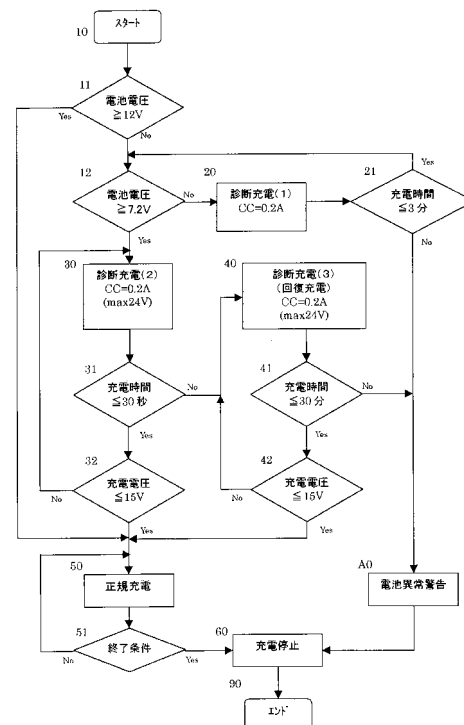 10
スタート
11
電池電圧
≧12V
Yes
No
12
電池電圧
≧7.2V
No
Yes
20
診断充電(1)
CC=0.2A
21
充電時間
≦3分
Yes
No
30
診断充電(2)
CC=0.2A
(max24V)
40
診断充電(3)
(回復充電)
CC=0.2A
(max24V)
31
充電時間
≦30秒
No
Yes
41
充電時間
≦30分
No
Yes
32
充電電圧
≦15V
No
Yes
42
充電電圧
≦15V
No
Yes
50
正規充電
A0
電池異常警告
51
終了条件
No
Yes
60
充電停止
90
エンド